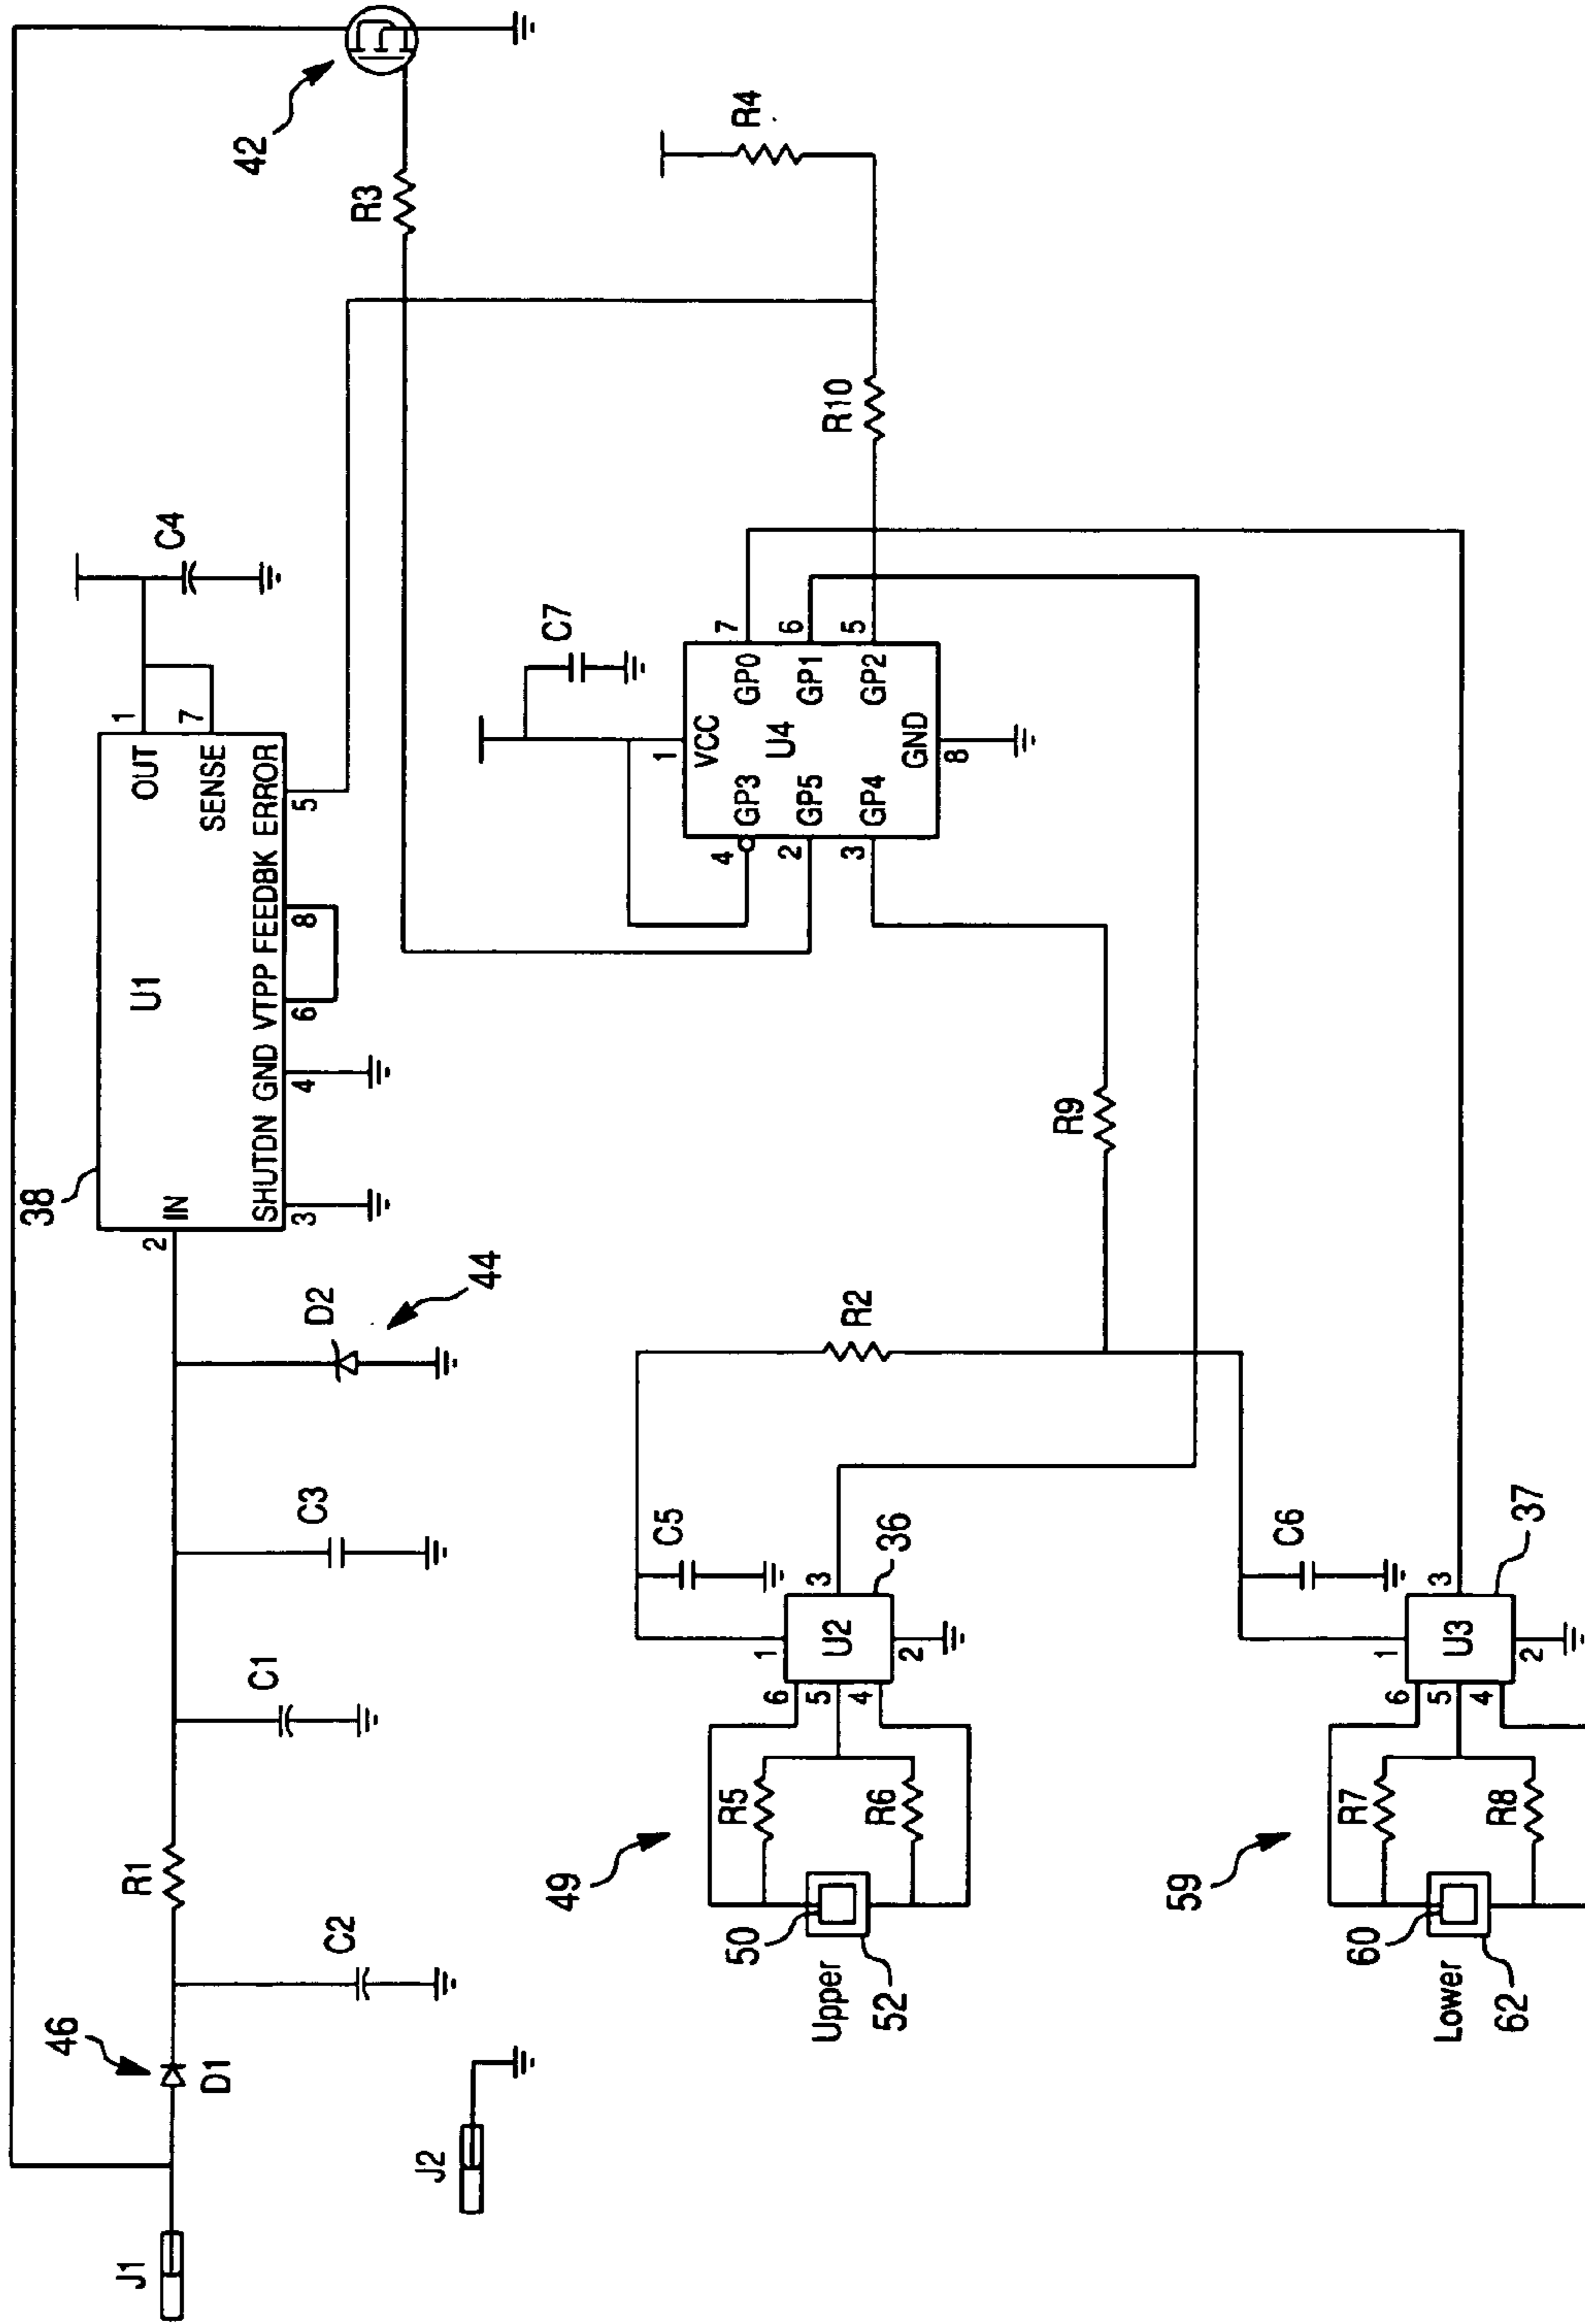 J1
J2
46
D1
C2
R1
C1
C3
D2
44
38
U1
IN
2
SHUTDN GND VTPP FEEDBK ERROR
3
4
6
8
5
OUT
SENSE
1
7
C4
42
R3
R4
R10
C7
VCC
1
U4
GP3
GP5
GP4
4
2
3
GP0
GP1
GP2
7
6
5
GND
8
R9
R2
C5
36
U2
1
2
3
6
5
4
R5
R6
49
50
Upper
52
C6
37
U3
1
2
3
6
5
4
R7
R8
59
60
Lower
62